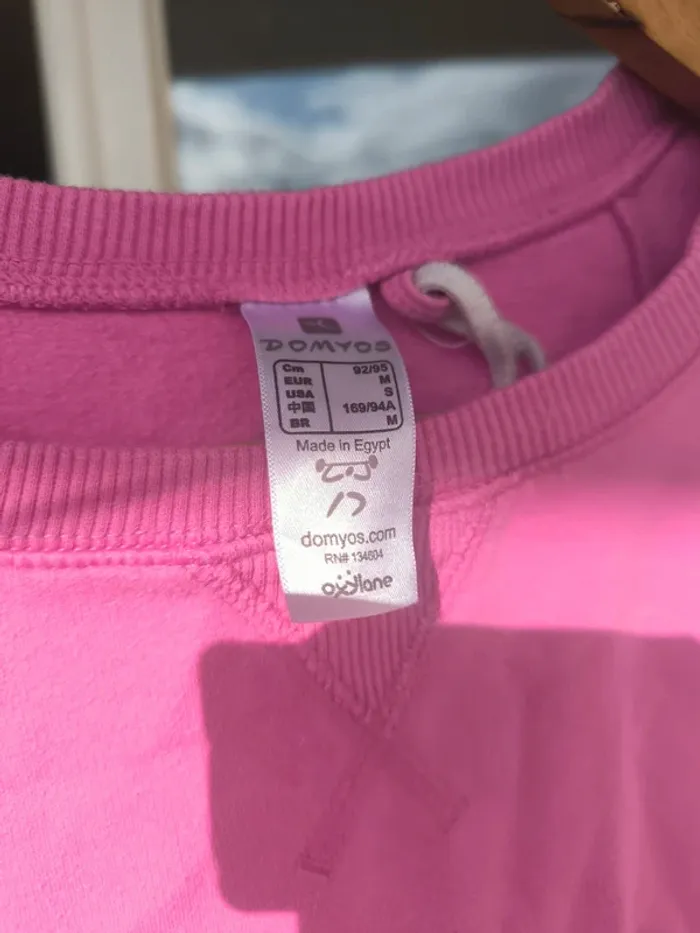 DOMYOS
Cm 92/95
EUR M
USA S
中国 169/94A
BR M
Made in Egypt
domyos.com
RN# 134604
oxylane